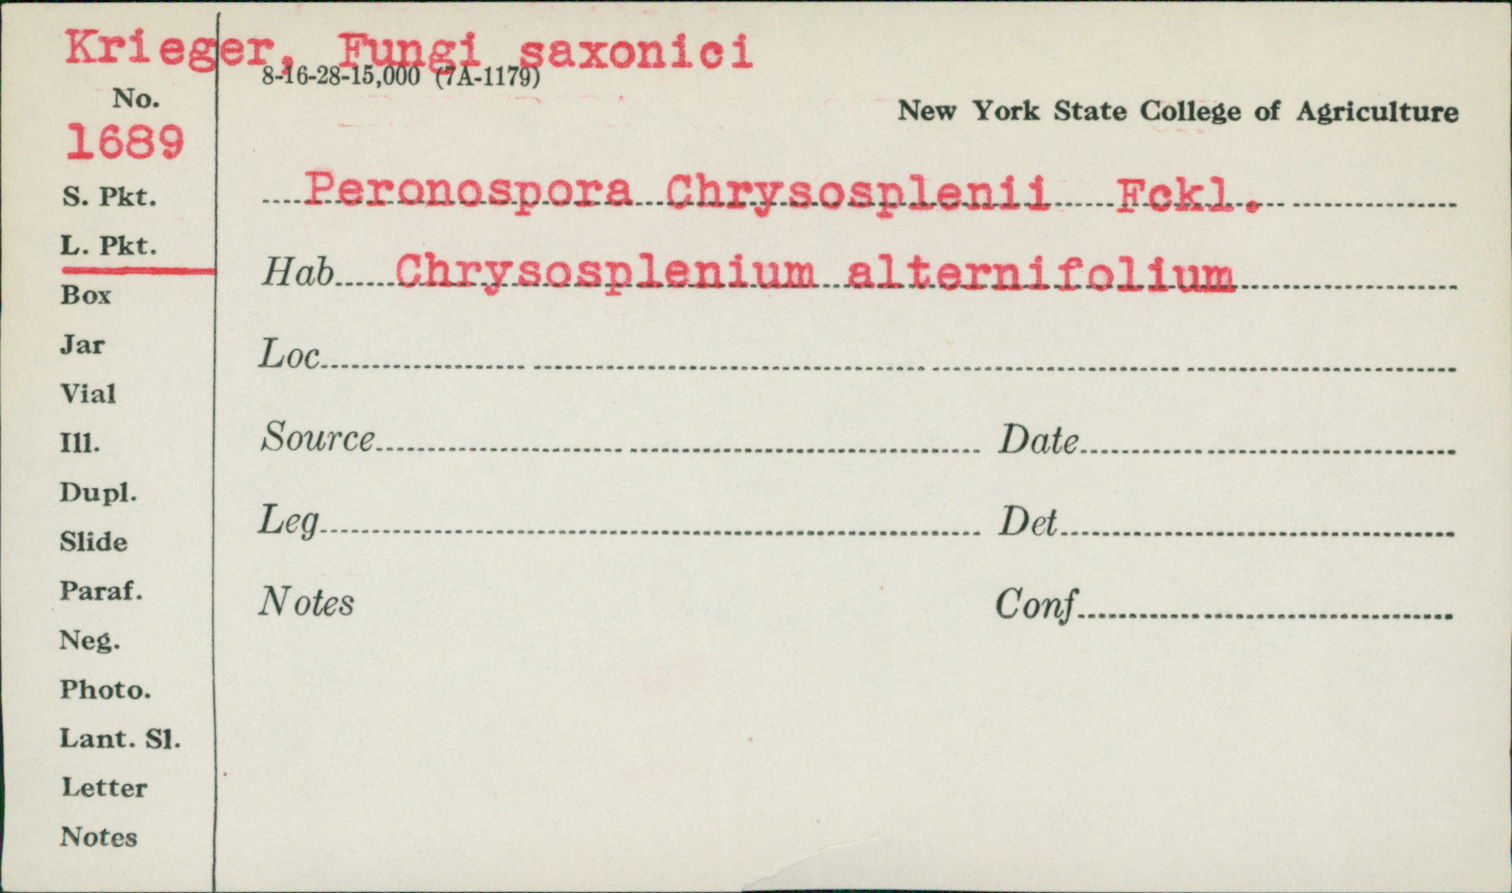 Krieger, Fungi saxonici
8-16-28-15,000 (7A-1179)
No.
New York State College of Agriculture
1689
S. Pkt.
Peronospora Chrysosplenii Fckl.
L. Pkt.
Hab Chrysosplenium alternifolium
Box
Jar
Loc
Vial
Ill.
Source Date
Dupl.
Slide
Leg Det
Paraf.
Notes Conf
Neg.
Photo.
Lant. Sl.
Letter
Notes